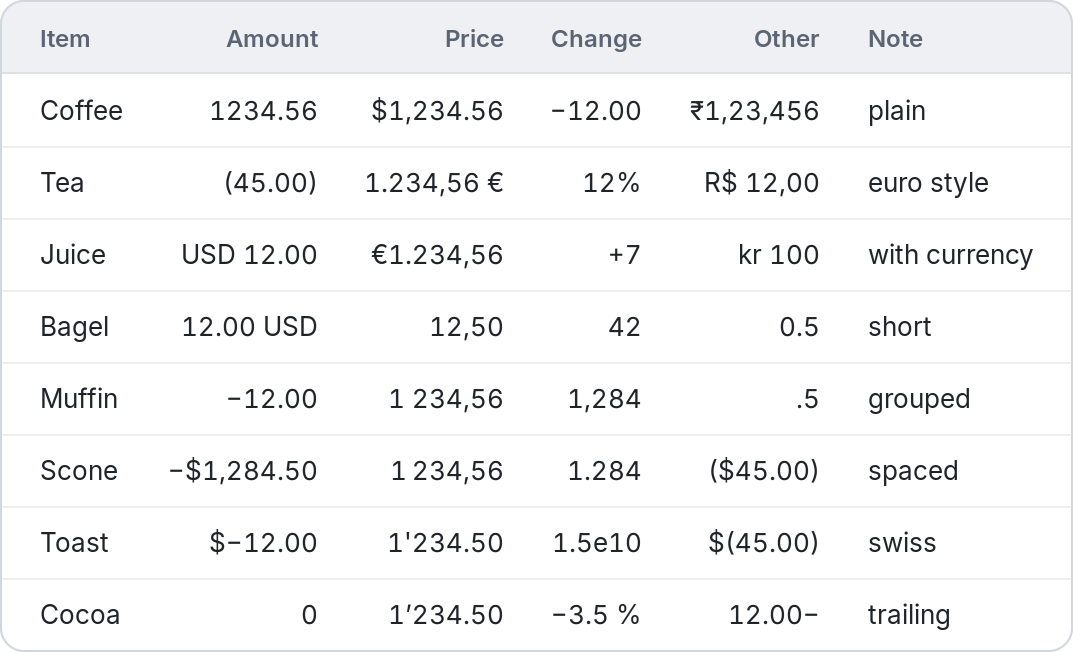 Item Amount Price Change Other Note
Coffee 1234.56 $1,234.56 −12.00 ₹1,23,456 plain
Tea (45.00) 1.234,56 € 12% R$ 12,00 euro style
Juice USD 12.00 €1.234,56 +7 kr 100 with currency
Bagel 12.00 USD 12,50 42 0.5 short
Muffin −12.00 1 234,56 1,284 .5 grouped
Scone −$1,284.50 1 234,56 1.284 ($45.00) spaced
Toast $−12.00 1'234.50 1.5e10 $(45.00) swiss
Cocoa 0 1’234.50 −3.5 % 12.00− trailing